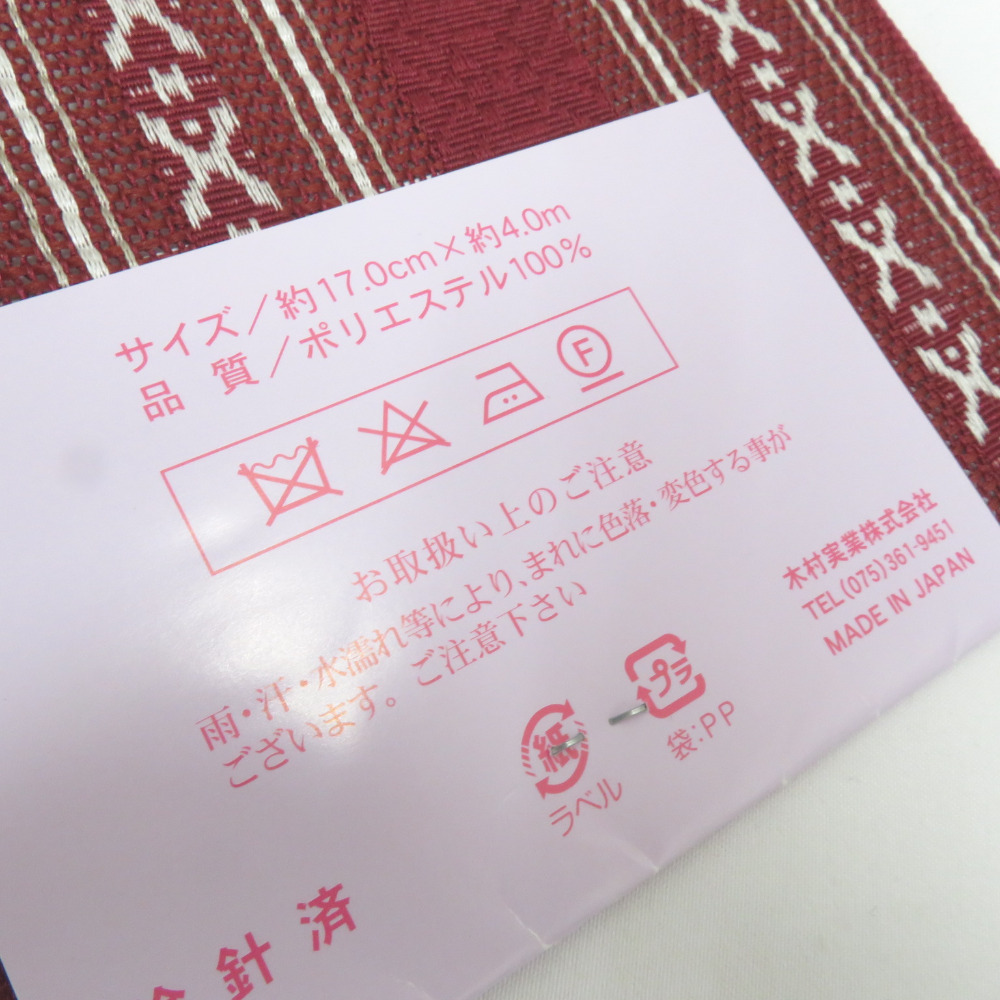 サイズ／約17.0cm×約4.0m
品　質／ポリエステル100%
F
お取扱い上のご注意
雨・汗・水濡れ等により、まれに色落・変色する事が
ございます。ご注意下さい
木村実業株式会社
TEL(075)361-9451
MADE IN JAPAN
紙
ラベル
プラ
袋:PP
針済